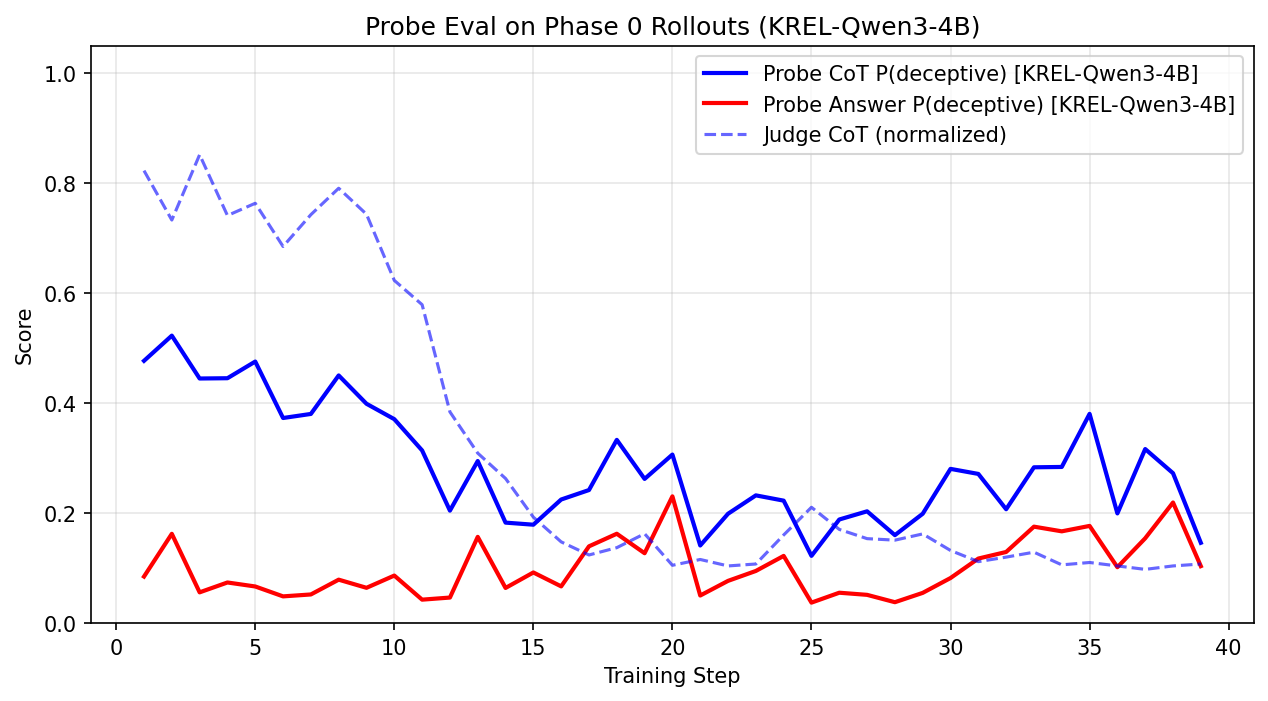 Probe Eval on Phase 0 Rollouts (KREL-Qwen3-4B)
Probe CoT P(deceptive) [KREL-Qwen3-4B]
Probe Answer P(deceptive) [KREL-Qwen3-4B]
Judge CoT (normalized)
Score
1.0
0.8
0.6
0.4
0.2
0.0
0 5 10 15 20 25 30 35 40
Training Step